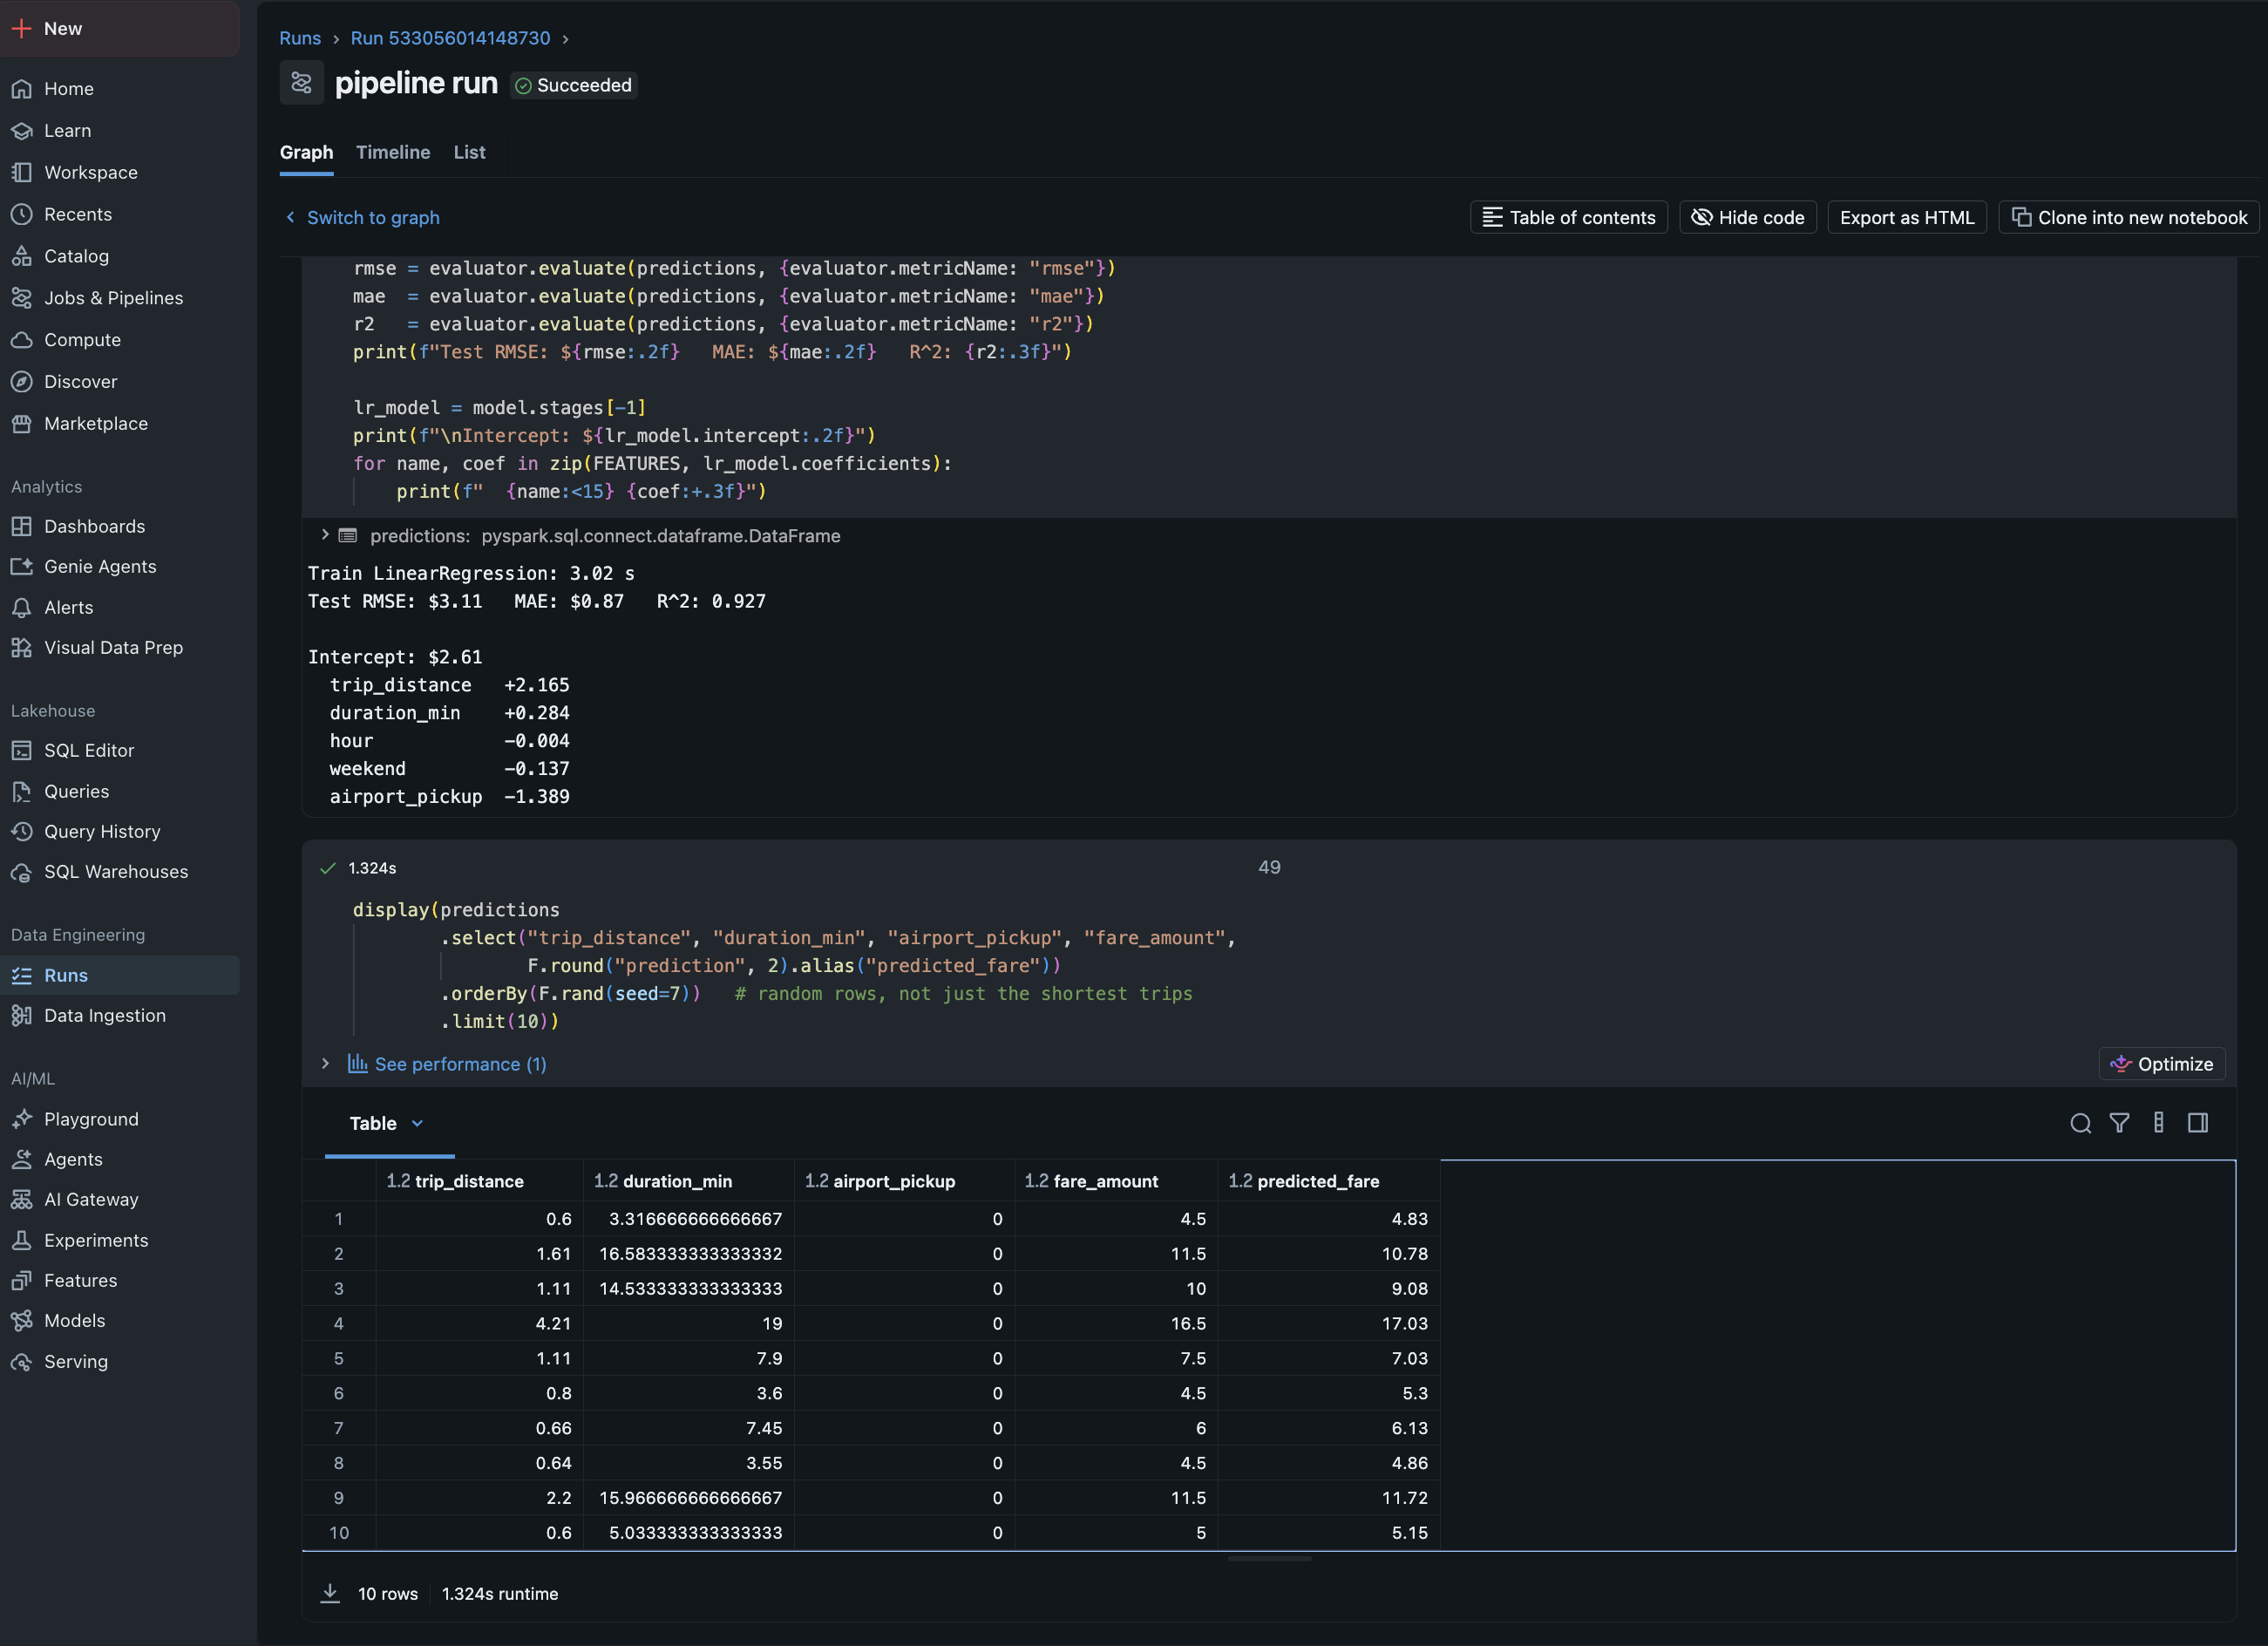 New
Home
Learn
Workspace
Recents
Catalog
Jobs & Pipelines
Compute
Discover
Marketplace
Analytics
Dashboards
Genie Agents
Alerts
Visual Data Prep
Lakehouse
SQL Editor
Queries
Query History
SQL Warehouses
Data Engineering
Runs
Data Ingestion
AI/ML
Playground
Agents
AI Gateway
Experiments
Features
Models
Serving
Runs › Run 533056014148730 ›
pipeline run Succeeded
Graph Timeline List
Switch to graph Table of contents Hide code Export as HTML Clone into new notebook
rmse = evaluator.evaluate(predictions, {evaluator.metricName: "rmse"})
mae  = evaluator.evaluate(predictions, {evaluator.metricName: "mae"})
r2   = evaluator.evaluate(predictions, {evaluator.metricName: "r2"})
print(f"Test RMSE: ${rmse:.2f}   MAE: ${mae:.2f}   R^2: {r2:.3f}")
lr_model = model.stages[-1]
print(f"\nIntercept: ${lr_model.intercept:.2f}")
for name, coef in zip(FEATURES, lr_model.coefficients):
    print(f"  {name:<15} {coef:+.3f}")
predictions: pyspark.sql.connect.dataframe.DataFrame
Train LinearRegression: 3.02 s
Test RMSE: $3.11   MAE: $0.87   R^2: 0.927
Intercept: $2.61
  trip_distance   +2.165
  duration_min    +0.284
  hour            -0.004
  weekend         -0.137
  airport_pickup  -1.389
1.324s 49
display(predictions
        .select("trip_distance", "duration_min", "airport_pickup", "fare_amount",
                F.round("prediction", 2).alias("predicted_fare"))
        .orderBy(F.rand(seed=7))   # random rows, not just the shortest trips
        .limit(10))
See performance (1) Optimize
Table
1.2 trip_distance 1.2 duration_min 1.2 airport_pickup 1.2 fare_amount 1.2 predicted_fare
1 0.6 3.316666666666667 0 4.5 4.83
2 1.61 16.583333333333332 0 11.5 10.78
3 1.11 14.533333333333333 0 10 9.08
4 4.21 19 0 16.5 17.03
5 1.11 7.9 0 7.5 7.03
6 0.8 3.6 0 4.5 5.3
7 0.66 7.45 0 6 6.13
8 0.64 3.55 0 4.5 4.86
9 2.2 15.966666666666667 0 11.5 11.72
10 0.6 5.033333333333333 0 5 5.15
10 rows 1.324s runtime